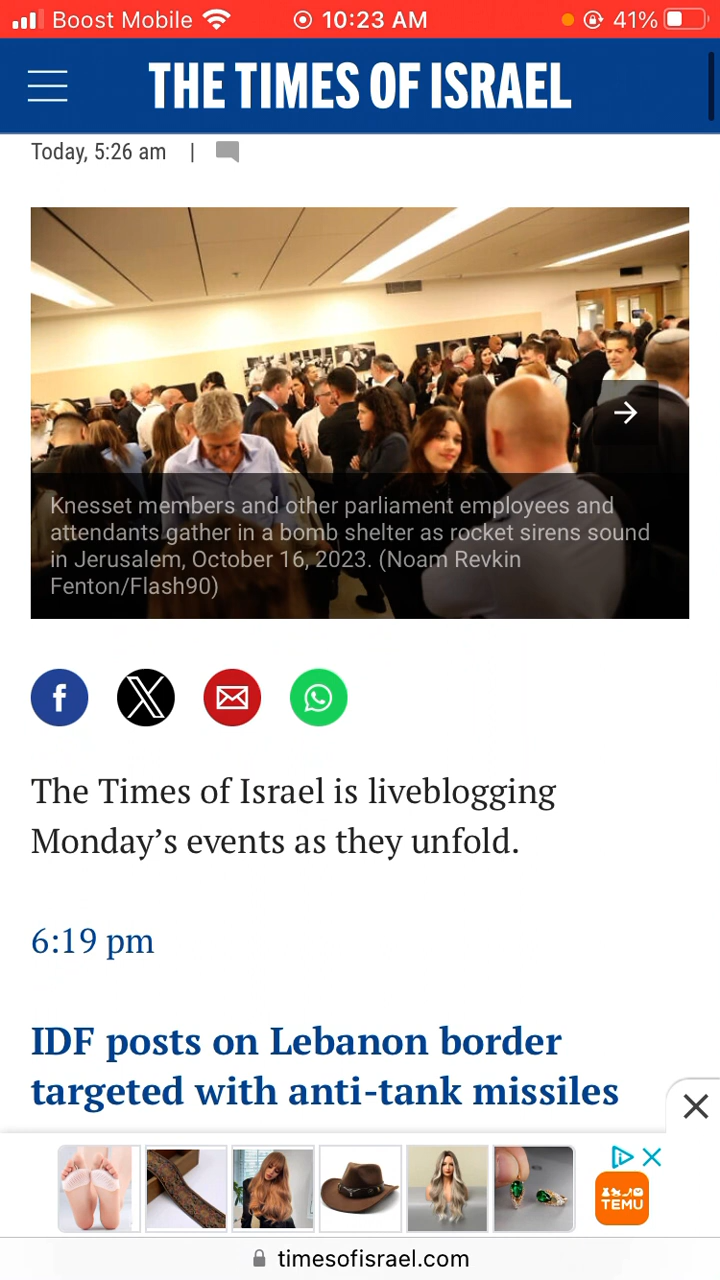 Boost Mobile 10:23 AM 41%
THE TIMES OF ISRAEL
Today, 5:26 am |
Knesset members and other parliament employees and
attendants gather in a bomb shelter as rocket sirens sound
in Jerusalem, October 16, 2023. (Noam Revkin
Fenton/Flash90)
The Times of Israel is liveblogging
Monday’s events as they unfold.
6:19 pm
IDF posts on Lebanon border
targeted with anti-tank missiles
TEMU
timesofisrael.com